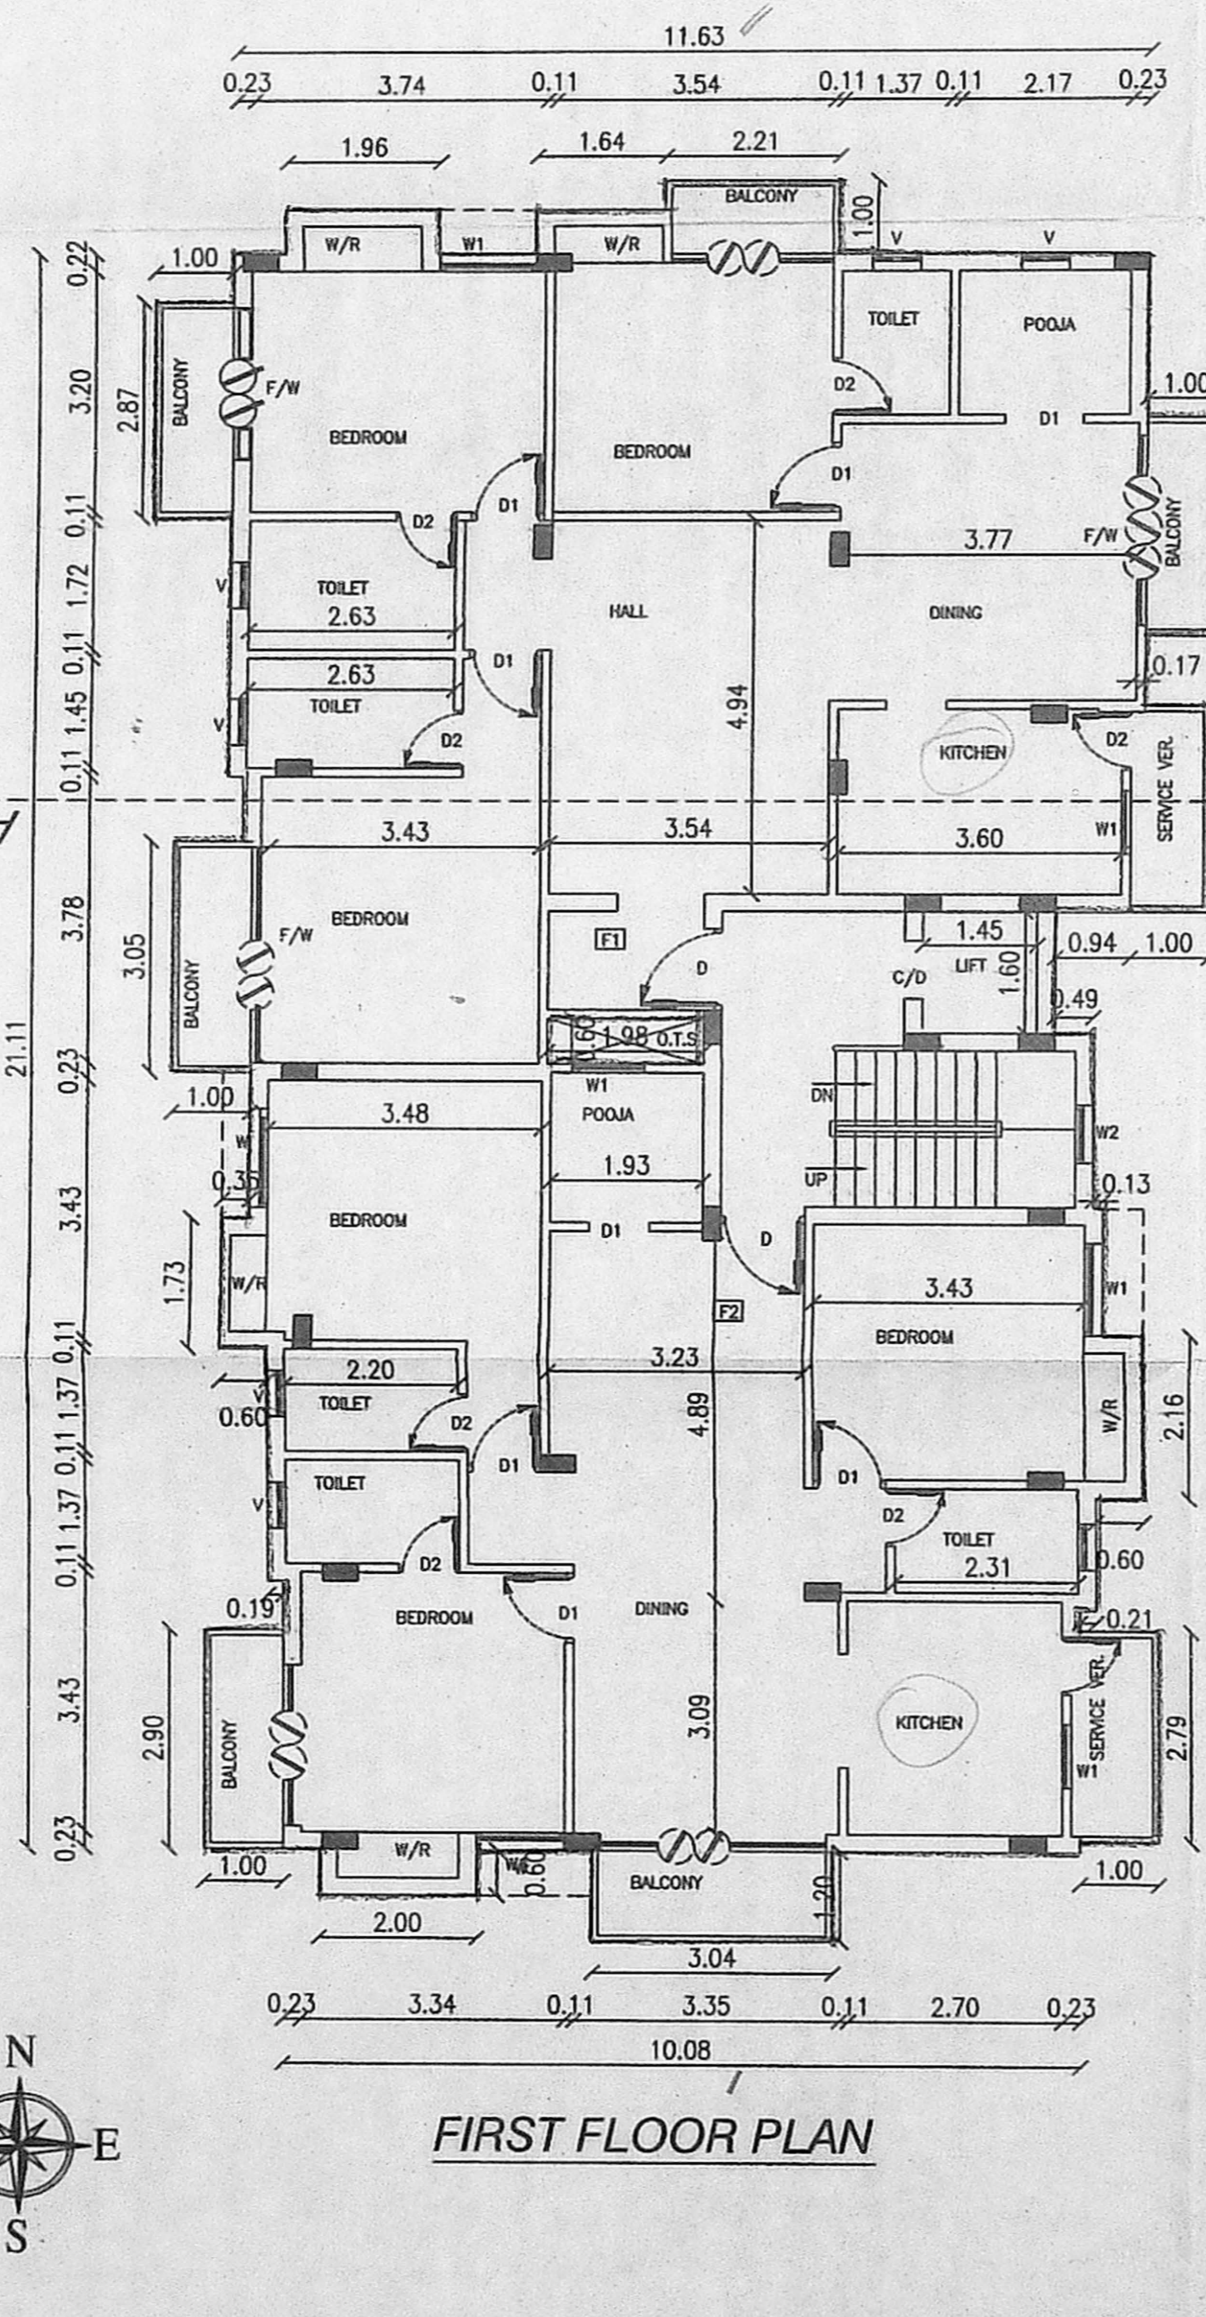 11.63
0.23 3.74 0.11 3.54 0.11 1.37 0.11 2.17 0.23
1.96 1.64 2.21
BALCONY
1.00
W/R W1 W/R V V
1.00
0.22
TOILET POOJA
BALCONY F/W
2.87
3.20
D2
1.00
D1
BEDROOM BEDROOM
D1 D1
D2
0.11
F/W BALCONY
3.77
V TOILET
1.72
2.63
HALL DINING
0.11
D1
2.63
0.17
TOILET
V
1.45
D2
4.94
KITCHEN D2
SERVICE VER.
0.11
3.43 3.54 3.60
W1
3.78
BEDROOM
F/W
F1
1.45
3.05
BALCONY
D
C/D LIFT
1.60
0.94 1.00
0.49
0.60 1.98 O.T.S
21.11
0.23
W1
1.00
3.48
POOJA
DN
W
W2
1.93
0.35
UP
0.13
3.43
BEDROOM
D1 D
1.73
W/R
3.43
W1
F2
BEDROOM
0.11
3.23
2.20
1.37
V
TOILET
0.60
4.89
W/R
2.16
D2
0.11
D1 D1
TOILET
V
1.37
D2
TOILET
2.31
0.60
0.11
D2
0.19
BEDROOM
D1
DINING
0.21
3.43
2.90
BALCONY
3.09
KITCHEN
SERVICE VER.
W1
2.79
0.23
W/R
0.60
1.00
BALCONY
1.20
1.00
2.00
3.04
0.23 3.34 0.11 3.35 0.11 2.70 0.23
10.08
N
E
S
FIRST FLOOR PLAN